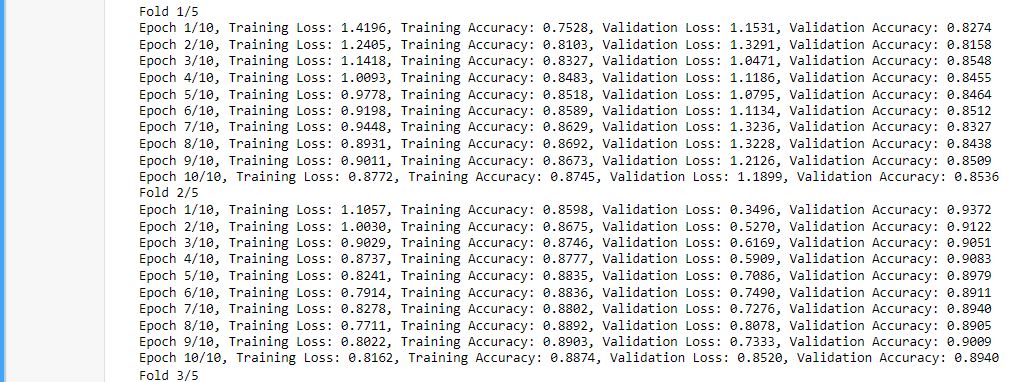 Fold 1/5
Epoch 1/10, Training Loss: 1.4196, Training Accuracy: 0.7528, Validation Loss: 1.1531, Validation Accuracy: 0.8274
Epoch 2/10, Training Loss: 1.2405, Training Accuracy: 0.8103, Validation Loss: 1.3291, Validation Accuracy: 0.8158
Epoch 3/10, Training Loss: 1.1418, Training Accuracy: 0.8327, Validation Loss: 1.0471, Validation Accuracy: 0.8548
Epoch 4/10, Training Loss: 1.0093, Training Accuracy: 0.8483, Validation Loss: 1.1186, Validation Accuracy: 0.8455
Epoch 5/10, Training Loss: 0.9778, Training Accuracy: 0.8518, Validation Loss: 1.0795, Validation Accuracy: 0.8464
Epoch 6/10, Training Loss: 0.9198, Training Accuracy: 0.8589, Validation Loss: 1.1134, Validation Accuracy: 0.8512
Epoch 7/10, Training Loss: 0.9448, Training Accuracy: 0.8629, Validation Loss: 1.3236, Validation Accuracy: 0.8327
Epoch 8/10, Training Loss: 0.8931, Training Accuracy: 0.8692, Validation Loss: 1.3228, Validation Accuracy: 0.8438
Epoch 9/10, Training Loss: 0.9011, Training Accuracy: 0.8673, Validation Loss: 1.2126, Validation Accuracy: 0.8509
Epoch 10/10, Training Loss: 0.8772, Training Accuracy: 0.8745, Validation Loss: 1.1899, Validation Accuracy: 0.8536
Fold 2/5
Epoch 1/10, Training Loss: 1.1057, Training Accuracy: 0.8598, Validation Loss: 0.3496, Validation Accuracy: 0.9372
Epoch 2/10, Training Loss: 1.0030, Training Accuracy: 0.8675, Validation Loss: 0.5270, Validation Accuracy: 0.9122
Epoch 3/10, Training Loss: 0.9029, Training Accuracy: 0.8746, Validation Loss: 0.6169, Validation Accuracy: 0.9051
Epoch 4/10, Training Loss: 0.8737, Training Accuracy: 0.8777, Validation Loss: 0.5909, Validation Accuracy: 0.9083
Epoch 5/10, Training Loss: 0.8241, Training Accuracy: 0.8835, Validation Loss: 0.7086, Validation Accuracy: 0.8979
Epoch 6/10, Training Loss: 0.7914, Training Accuracy: 0.8836, Validation Loss: 0.7490, Validation Accuracy: 0.8911
Epoch 7/10, Training Loss: 0.8278, Training Accuracy: 0.8802, Validation Loss: 0.7276, Validation Accuracy: 0.8940
Epoch 8/10, Training Loss: 0.7711, Training Accuracy: 0.8892, Validation Loss: 0.8078, Validation Accuracy: 0.8905
Epoch 9/10, Training Loss: 0.8022, Training Accuracy: 0.8903, Validation Loss: 0.7333, Validation Accuracy: 0.9009
Epoch 10/10, Training Loss: 0.8162, Training Accuracy: 0.8874, Validation Loss: 0.8520, Validation Accuracy: 0.8940
Fold 3/5